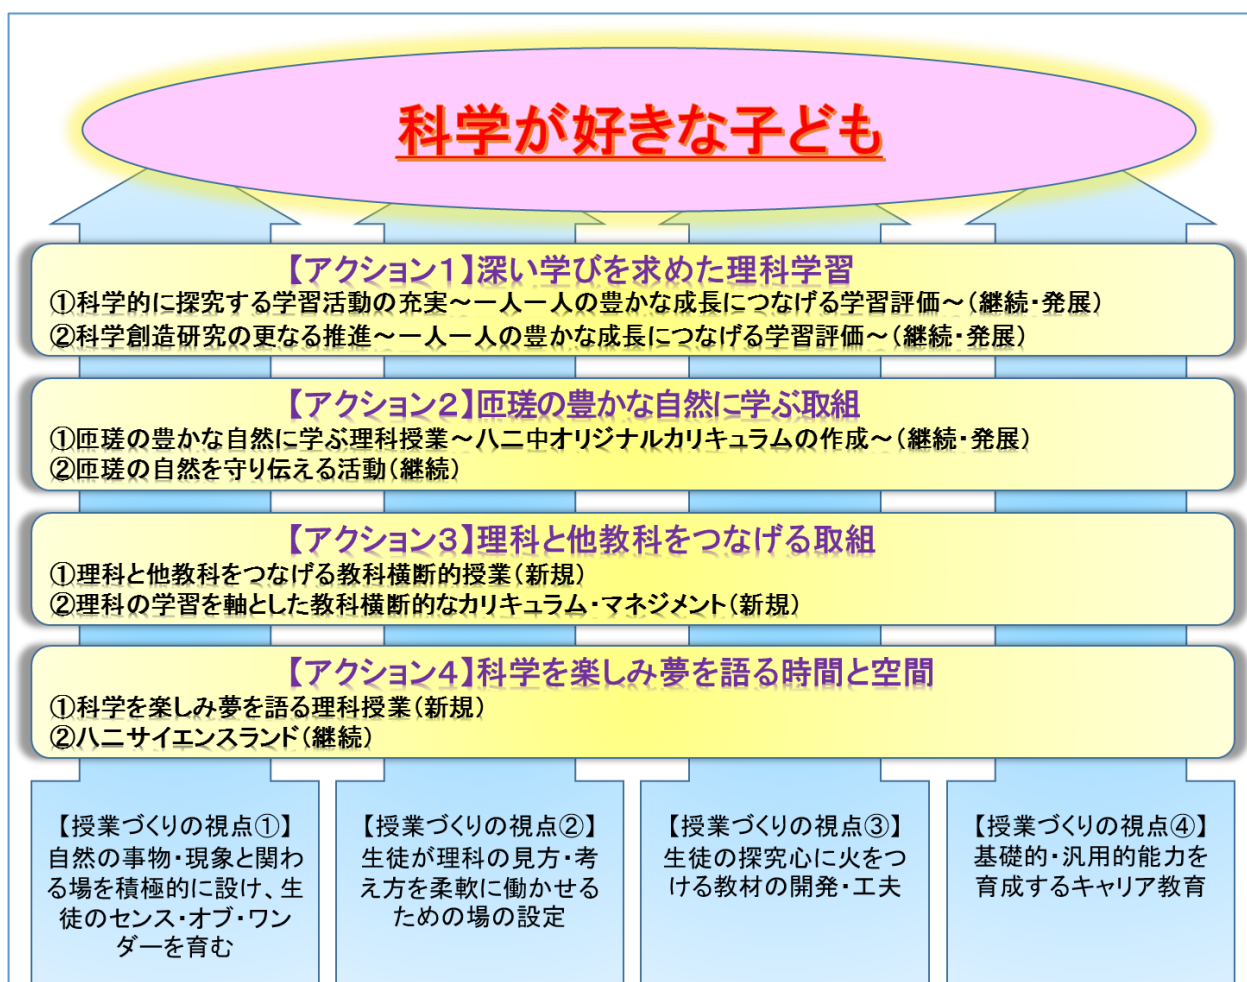 科学が好きな子ども
【アクション１】深い学びを求めた理科学習
①科学的に探究する学習活動の充実～一人一人の豊かな成長につなげる学習評価～（継続・発展）
②科学創造研究の更なる推進～一人一人の豊かな成長につなげる学習評価～（継続・発展）
【アクション２】匝瑳の豊かな自然に学ぶ取組
①匝瑳の豊かな自然に学ぶ理科授業～八二中オリジナルカリキュラムの作成～（継続・発展）
②匝瑳の自然を守り伝える活動（継続）
【アクション３】理科と他教科をつなげる取組
①理科と他教科をつなげる教科横断的授業（新規）
②理科の学習を軸とした教科横断的なカリキュラム・マネジメント（新規）
【アクション４】科学を楽しみ夢を語る時間と空間
①科学を楽しみ夢を語る理科授業（新規）
②八二サイエンスランド（継続）
【授業づくりの視点①】
自然の事物・現象と関わ
る場を積極的に設け、生
徒のセンス・オブ・ワン
ダーを育む
【授業づくりの視点②】
生徒が理科の見方・考
え方を柔軟に働かせる
ための場の設定
【授業づくりの視点③】
生徒の探究心に火をつ
ける教材の開発・工夫
【授業づくりの視点④】
基礎的・汎用的能力を
育成するキャリア教育